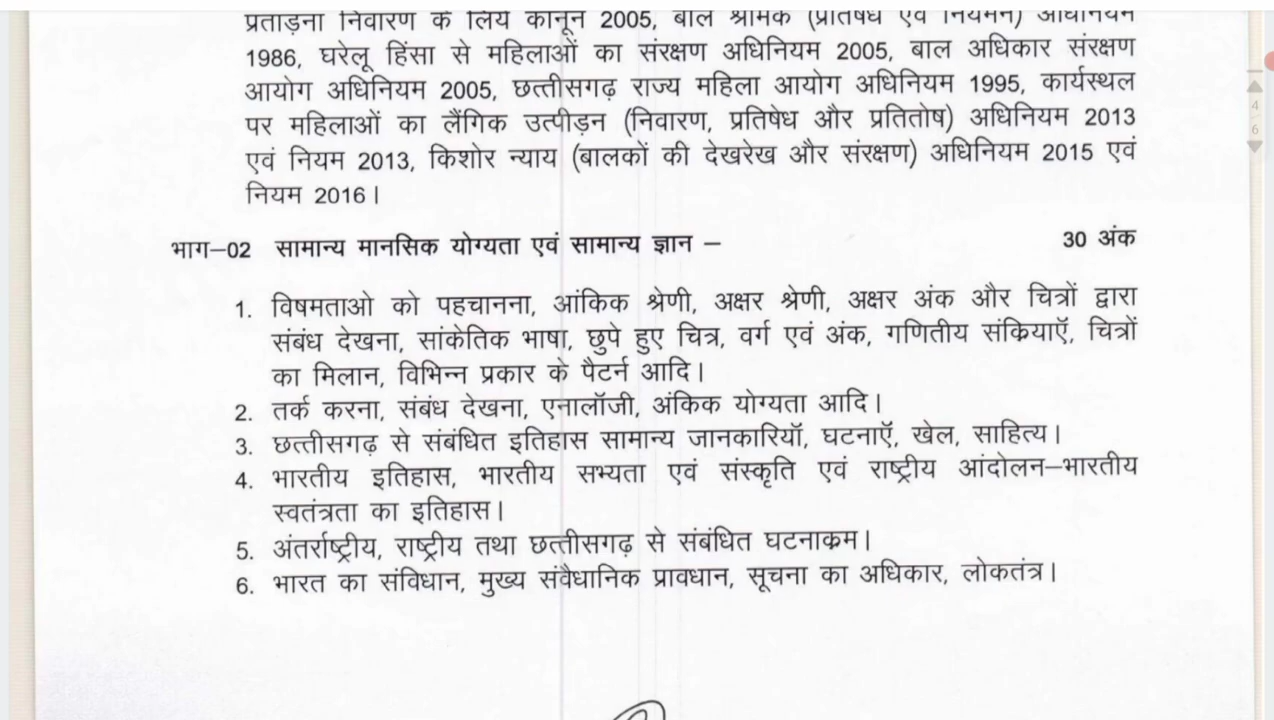 प्रताड़ना निवारण के लिये कानून 2005, बाल श्रमिक (प्रतिषेध एवं नियमन) अधिनियम
1986, घरेलू हिंसा से महिलाओं का संरक्षण अधिनियम 2005, बाल अधिकार संरक्षण
आयोग अधिनियम 2005, छत्तीसगढ़ राज्य महिला आयोग अधिनियम 1995, कार्यस्थल
पर महिलाओं का लैंगिक उत्पीड़न (निवारण, प्रतिषेध और प्रतितोष) अधिनियम 2013
एवं नियम 2013, किशोर न्याय (बालकों की देखरेख और संरक्षण) अधिनियम 2015 एवं
नियम 2016।
भाग–02 सामान्य मानसिक योग्यता एवं सामान्य ज्ञान – 30 अंक
1. विषमताओ को पहचानना, आंकिक श्रेणी, अक्षर श्रेणी, अक्षर अंक और चित्रों द्वारा
संबंध देखना, सांकेतिक भाषा, छुपे हुए चित्र, वर्ग एवं अंक, गणितीय संक्रियाऍ, चित्रों
का मिलान, विभिन्न प्रकार के पैटर्न आदि।
2. तर्क करना, संबंध देखना, एनालॉजी, अंकिक योग्यता आदि।
3. छत्तीसगढ़ से संबंधित इतिहास सामान्य जानकारियॉ, घटनाऍ, खेल, साहित्य।
4. भारतीय इतिहास, भारतीय सभ्यता एवं संस्कृति एवं राष्ट्रीय आंदोलन–भारतीय
स्वतंत्रता का इतिहास।
5. अंतर्राष्ट्रीय, राष्ट्रीय तथा छत्तीसगढ़ से संबंधित घटनाक्रम।
6. भारत का संविधान, मुख्य संवैधानिक प्रावधान, सूचना का अधिकार, लोकतंत्र।
4
6